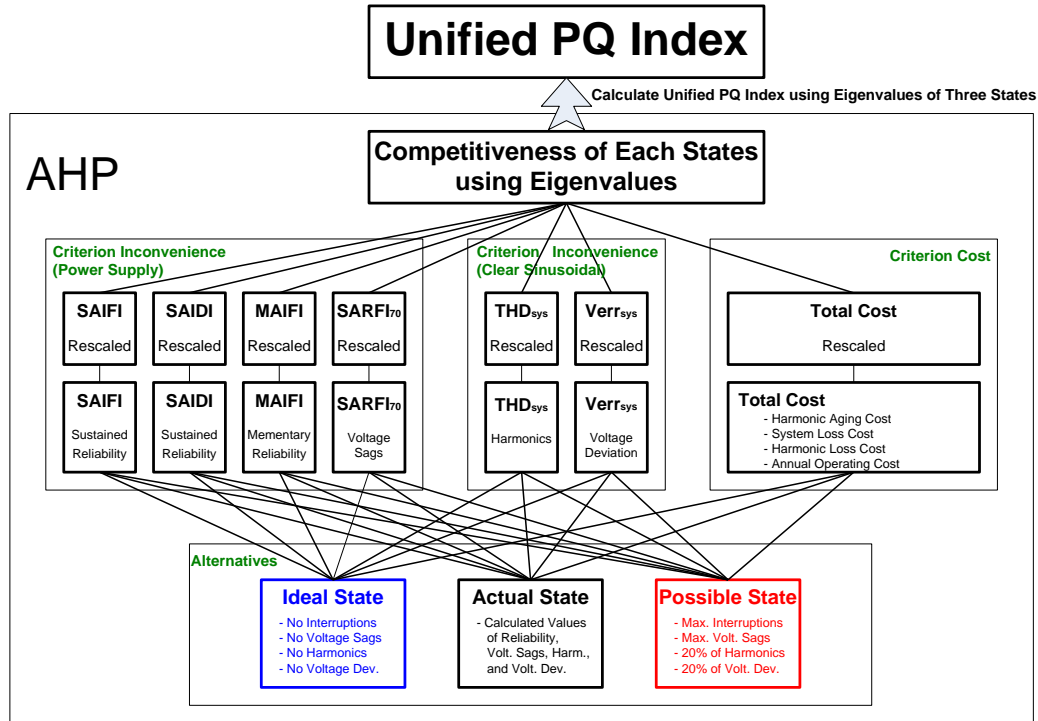 Unified PQ Index
Calculate Unified PQ Index using Eigenvalues of Three States
AHP
Competitiveness of Each States
using Eigenvalues
Criterion Inconvenience
(Power Supply)
SAIFI
Rescaled
SAIDI
Rescaled
MAIFI
Rescaled
SARFI70
Rescaled
SAIFI
Sustained
Reliability
SAIDI
Sustained
Reliability
MAIFI
Mementary
Reliability
SARFI70
Voltage
Sags
Criterion Inconvenience
(Clear Sinusoidal)
THDsys
Rescaled
Verrsys
Rescaled
THDsys
Harmonics
Verrsys
Voltage
Deviation
Criterion Cost
Total Cost
Rescaled
Total Cost
- Harmonic Aging Cost
- System Loss Cost
- Harmonic Loss Cost
- Annual Operating Cost
Alternatives
Ideal State
- No Interruptions
- No Voltage Sags
- No Harmonics
- No Voltage Dev.
Actual State
- Calculated Values
of Reliability,
Volt. Sags, Harm.,
and Volt. Dev.
Possible State
- Max. Interruptions
- Max. Volt. Sags
- 20% of Harmonics
- 20% of Volt. Dev.